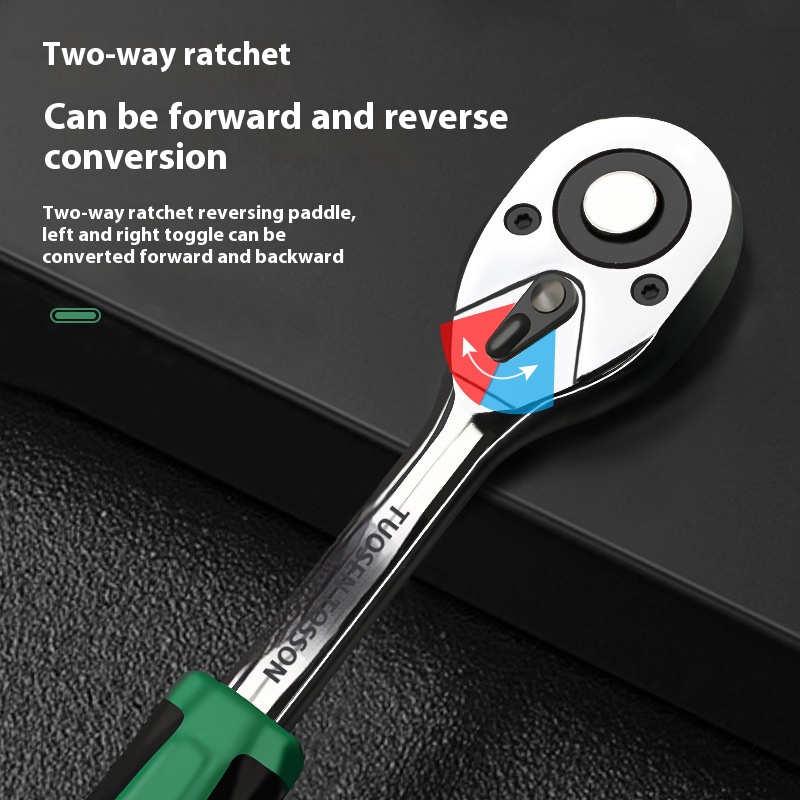 Two-way ratchet
Can be forward and reverse
conversion
Two-way ratchet reversing paddle,
left and right toggle can be
converted forward and backward